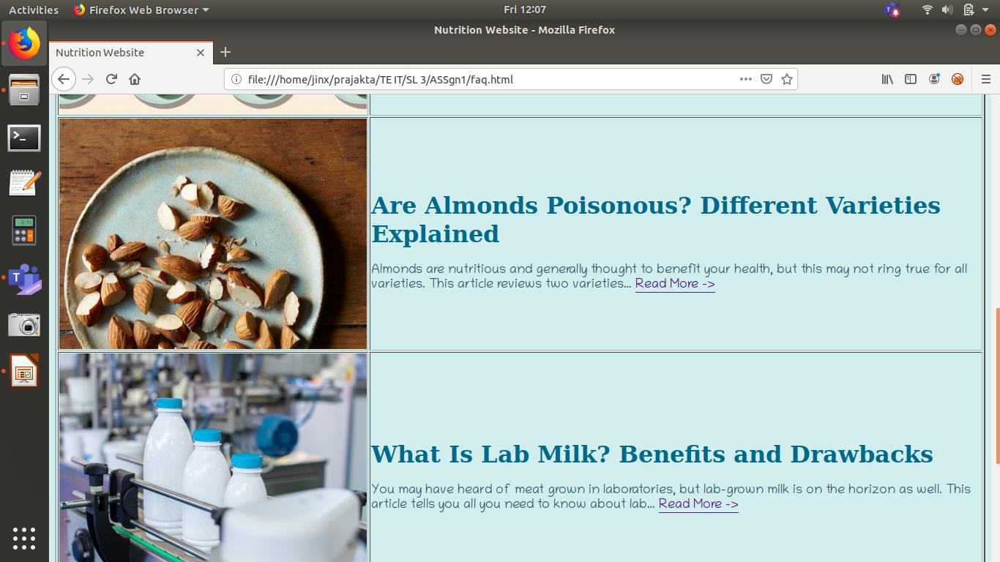 Activities
Firefox Web Browser
Fri 12:07
Nutrition Website - Mozilla Firefox
Nutrition Website
file:///home/jinx/prajakta/TE IT/SL 3/ASSgn1/faq.html
Are Almonds Poisonous? Different Varieties
Explained
Almonds are nutritious and generally thought to benefit your health, but this may not ring true for all
varieties. This article reviews two varieties... Read More ->
What Is Lab Milk? Benefits and Drawbacks
You may have heard of meat grown in laboratories, but lab-grown milk is on the horizon as well. This
article tells you all you need to know about lab... Read More ->